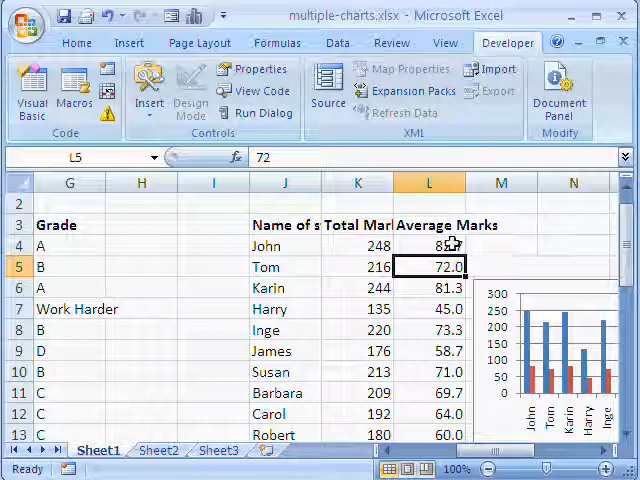 multiple-charts.xlsx - Microsoft Excel
Home Insert Page Layout Formulas Data Review View Developer
Visual Basic
Macros
Code
Insert
Design Mode
Properties
View Code
Run Dialog
Controls
Source
Map Properties
Expansion Packs
Refresh Data
Import
Export
XML
Document Panel
Modify
L5 fx 72
G H I J K L M N
2
3 Grade Name of s Total Mar Average Marks
4 A John 248
5 B Tom 216 72.0
6 A Karin 244 81.3
7 Work Harder Harry 135 45.0
8 B Inge 220 73.3
9 D James 176 58.7
10 B Susan 213 71.0
11 C Barbara 209 69.7
12 C Carol 192 64.0
13 C Robert 180 60.0
300
250
200
150
100
50
0
John Tom Karin Harry Inge
Sheet1 Sheet2 Sheet3
Ready 100%